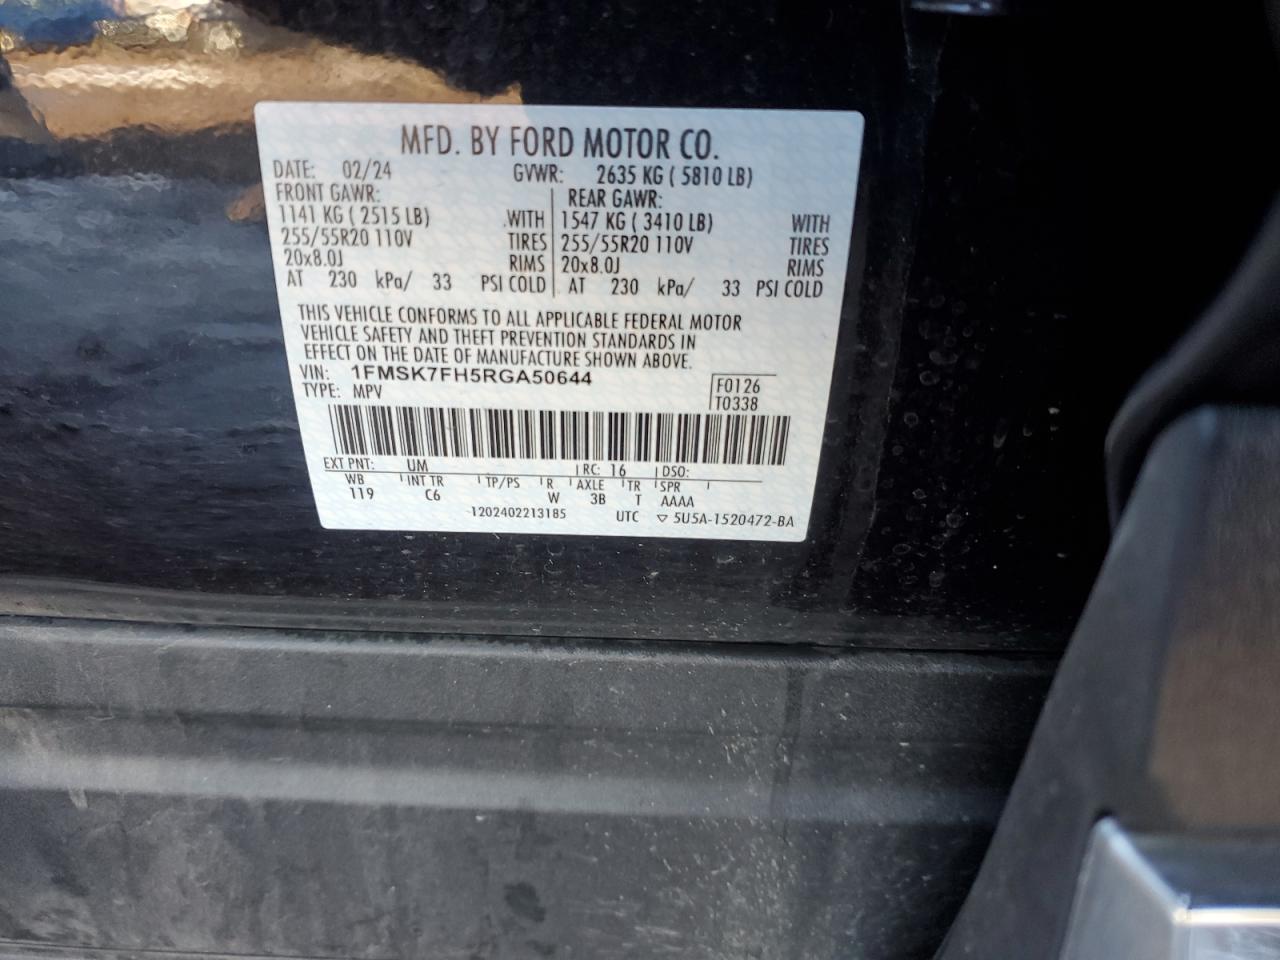 MFD. BY FORD MOTOR CO.
DATE: 02/24 GVWR: 2635 KG ( 5810 LB)
FRONT GAWR: REAR GAWR:
1141 KG ( 2515 LB) WITH 1547 KG ( 3410 LB) WITH
255/55R20 110V TIRES 255/55R20 110V TIRES
20x8.0J RIMS 20x8.0J RIMS
AT 230 kPa/ 33 PSI COLD AT 230 kPa/ 33 PSI COLD
THIS VEHICLE CONFORMS TO ALL APPLICABLE FEDERAL MOTOR
VEHICLE SAFETY AND THEFT PREVENTION STANDARDS IN
EFFECT ON THE DATE OF MANUFACTURE SHOWN ABOVE.
VIN: 1FMSK7FH5RGA50644 F0126
TYPE: MPV T0338
EXT PNT: UM RC: 16 DSO:
WB INT TR TP/PS R AXLE TR SPR
119 C6 W 3B T AAAA
1202402213185 UTC ▽ 5U5A-1520472-BA